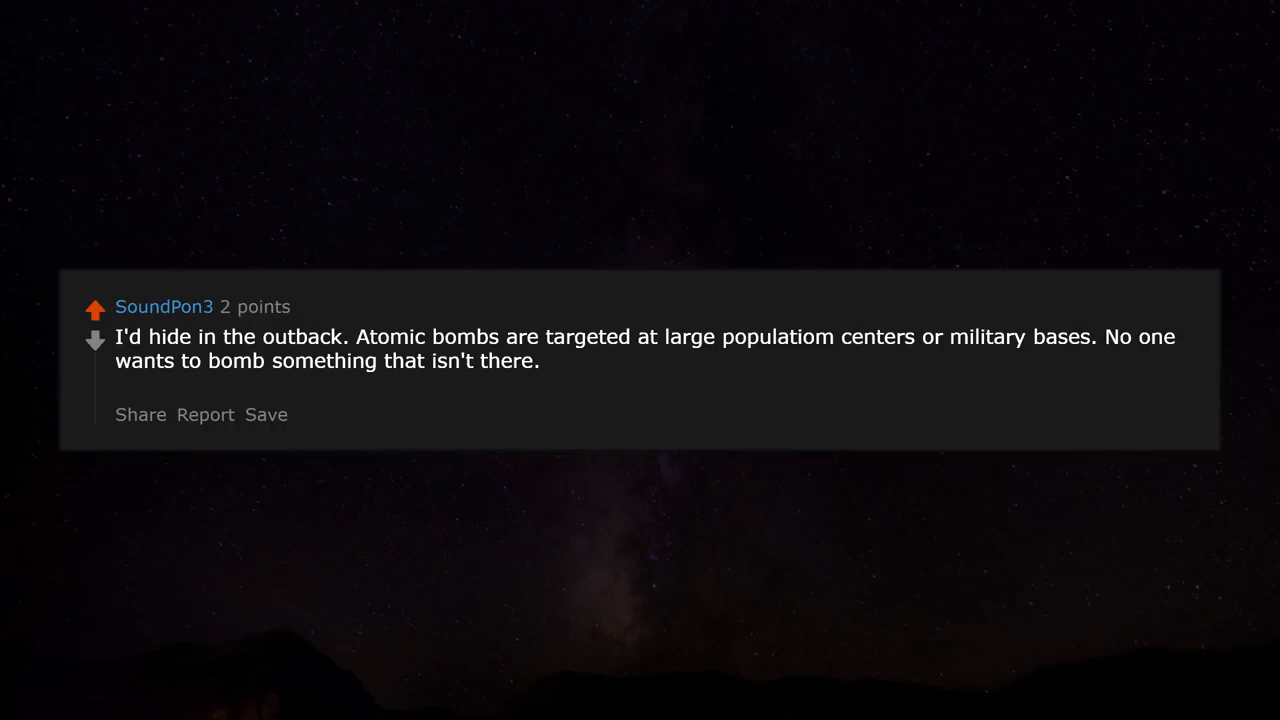 SoundPon3 2 points
I'd hide in the outback. Atomic bombs are targeted at large populatiom centers or military bases. No one
wants to bomb something that isn't there.
Share Report Save